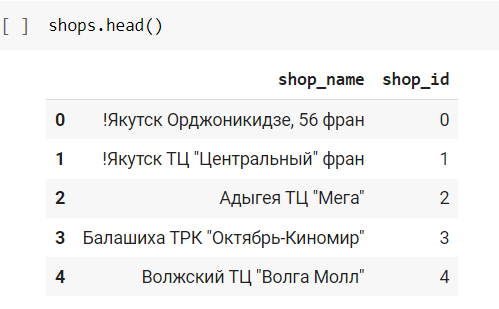 [ ] shops.head()
shop_name shop_id
0 !Якутск Орджоникидзе, 56 фран 0
1 !Якутск ТЦ "Центральный" фран 1
2 Адыгея ТЦ "Мега" 2
3 Балашиха ТРК "Октябрь-Киномир" 3
4 Волжский ТЦ "Волга Молл" 4